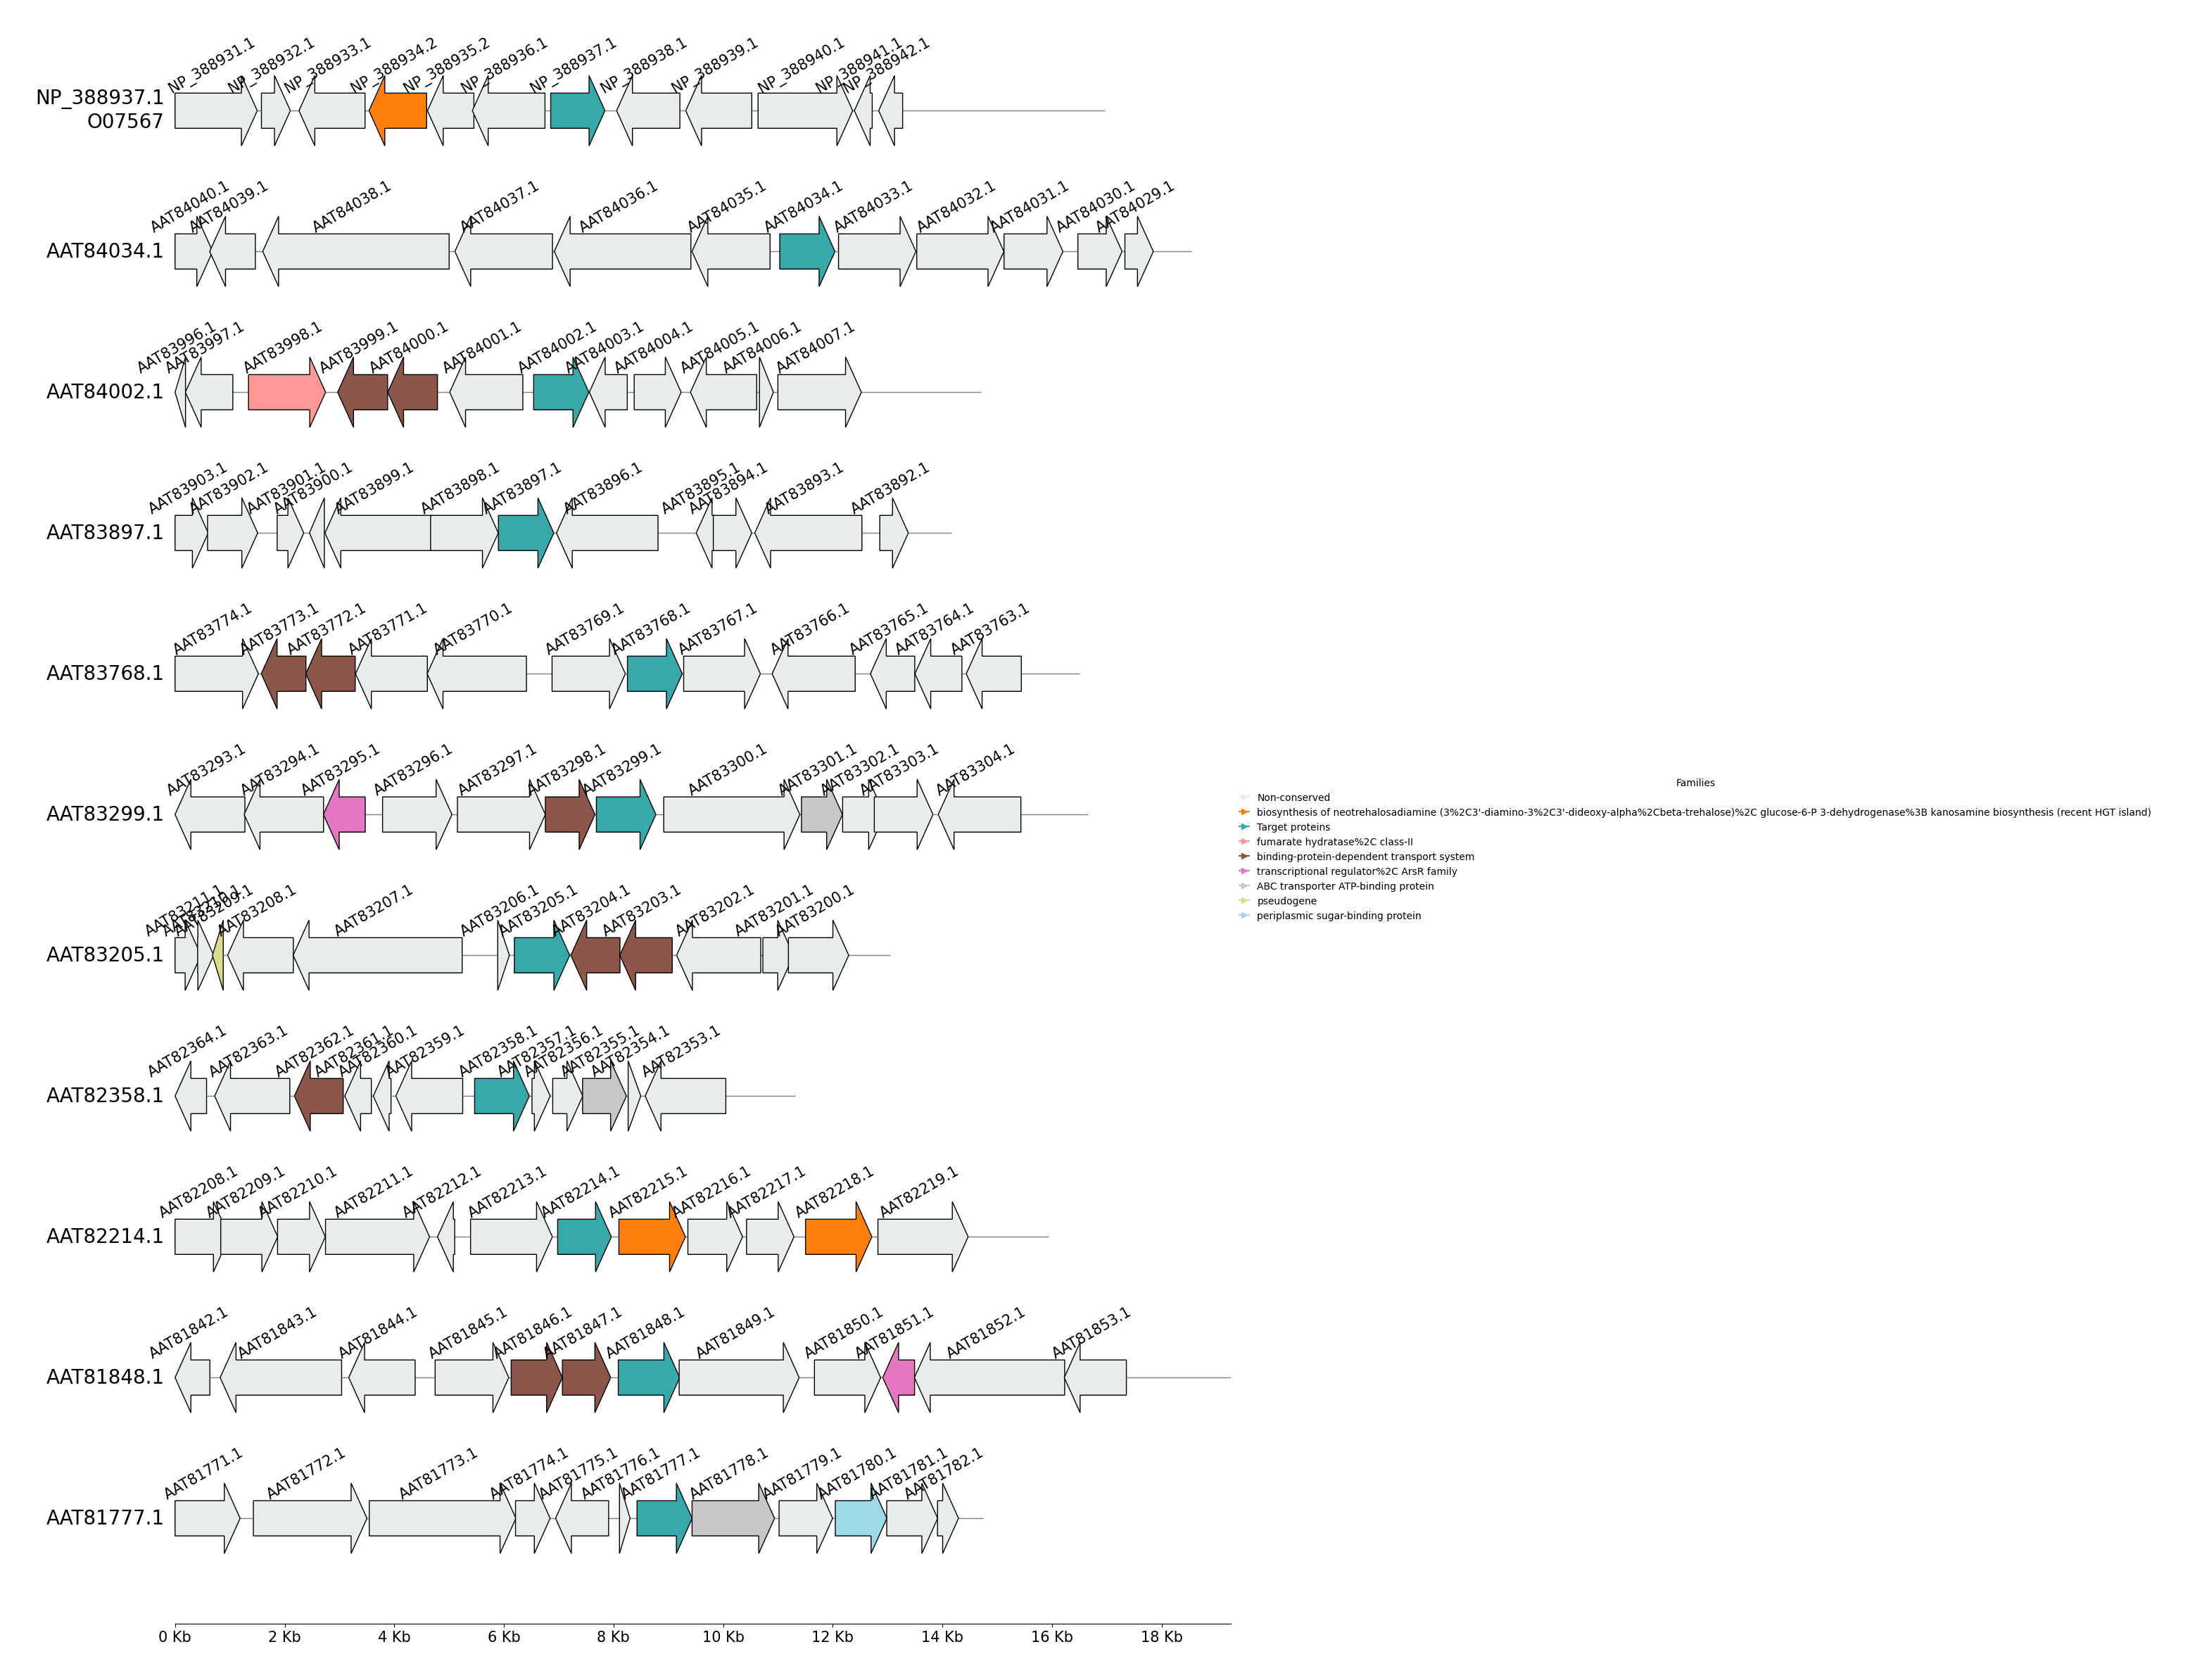 NP_388931.1 NP_388932.1 NP_388933.1 NP_388934.2 NP_388935.2 NP_388936.1 NP_388937.1 NP_388938.1 NP_388939.1 NP_388940.1 NP_388941.1 NP_388942.1
NP_388937.1
O07567
AAT84040.1 AAT84039.1 AAT84038.1 AAT84037.1 AAT84036.1 AAT84035.1 AAT84034.1 AAT84033.1 AAT84032.1 AAT84031.1 AAT84030.1 AAT84029.1
AAT84034.1
AAT83996.1 AAT83997.1 AAT83998.1 AAT83999.1 AAT84000.1 AAT84001.1 AAT84002.1 AAT84003.1 AAT84004.1 AAT84005.1 AAT84006.1 AAT84007.1
AAT84002.1
AAT83903.1 AAT83902.1 AAT83901.1 AAT83900.1 AAT83899.1 AAT83898.1 AAT83897.1 AAT83896.1 AAT83895.1 AAT83894.1 AAT83893.1 AAT83892.1
AAT83897.1
AAT83774.1 AAT83773.1 AAT83772.1 AAT83771.1 AAT83770.1 AAT83769.1 AAT83768.1 AAT83767.1 AAT83766.1 AAT83765.1 AAT83764.1 AAT83763.1
AAT83768.1
AAT83293.1 AAT83294.1 AAT83295.1 AAT83296.1 AAT83297.1 AAT83298.1 AAT83299.1 AAT83300.1 AAT83301.1 AAT83302.1 AAT83303.1 AAT83304.1
AAT83299.1
Families
Non-conserved
biosynthesis of neotrehalosadiamine (3%2C3'-diamino-3%2C3'-dideoxy-alpha%2Cbeta-trehalose)%2C glucose-6-P 3-dehydrogenase%3B kanosamine biosynthesis (recent HGT island)
Target proteins
fumarate hydratase%2C class-II
binding-protein-dependent transport system
transcriptional regulator%2C ArsR family
ABC transporter ATP-binding protein
pseudogene
periplasmic sugar-binding protein
AAT83211.1 AAT83210.1 AAT83209.1 AAT83208.1 AAT83207.1 AAT83206.1 AAT83205.1 AAT83204.1 AAT83203.1 AAT83202.1 AAT83201.1 AAT83200.1
AAT83205.1
AAT82364.1 AAT82363.1 AAT82362.1 AAT82361.1 AAT82360.1 AAT82359.1 AAT82358.1 AAT82357.1 AAT82356.1 AAT82355.1 AAT82354.1 AAT82353.1
AAT82358.1
AAT82208.1 AAT82209.1 AAT82210.1 AAT82211.1 AAT82212.1 AAT82213.1 AAT82214.1 AAT82215.1 AAT82216.1 AAT82217.1 AAT82218.1 AAT82219.1
AAT82214.1
AAT81842.1 AAT81843.1 AAT81844.1 AAT81845.1 AAT81846.1 AAT81847.1 AAT81848.1 AAT81849.1 AAT81850.1 AAT81851.1 AAT81852.1 AAT81853.1
AAT81848.1
AAT81771.1 AAT81772.1 AAT81773.1 AAT81774.1 AAT81775.1 AAT81776.1 AAT81777.1 AAT81778.1 AAT81779.1 AAT81780.1 AAT81781.1 AAT81782.1
AAT81777.1
0 Kb 2 Kb 4 Kb 6 Kb 8 Kb 10 Kb 12 Kb 14 Kb 16 Kb 18 Kb